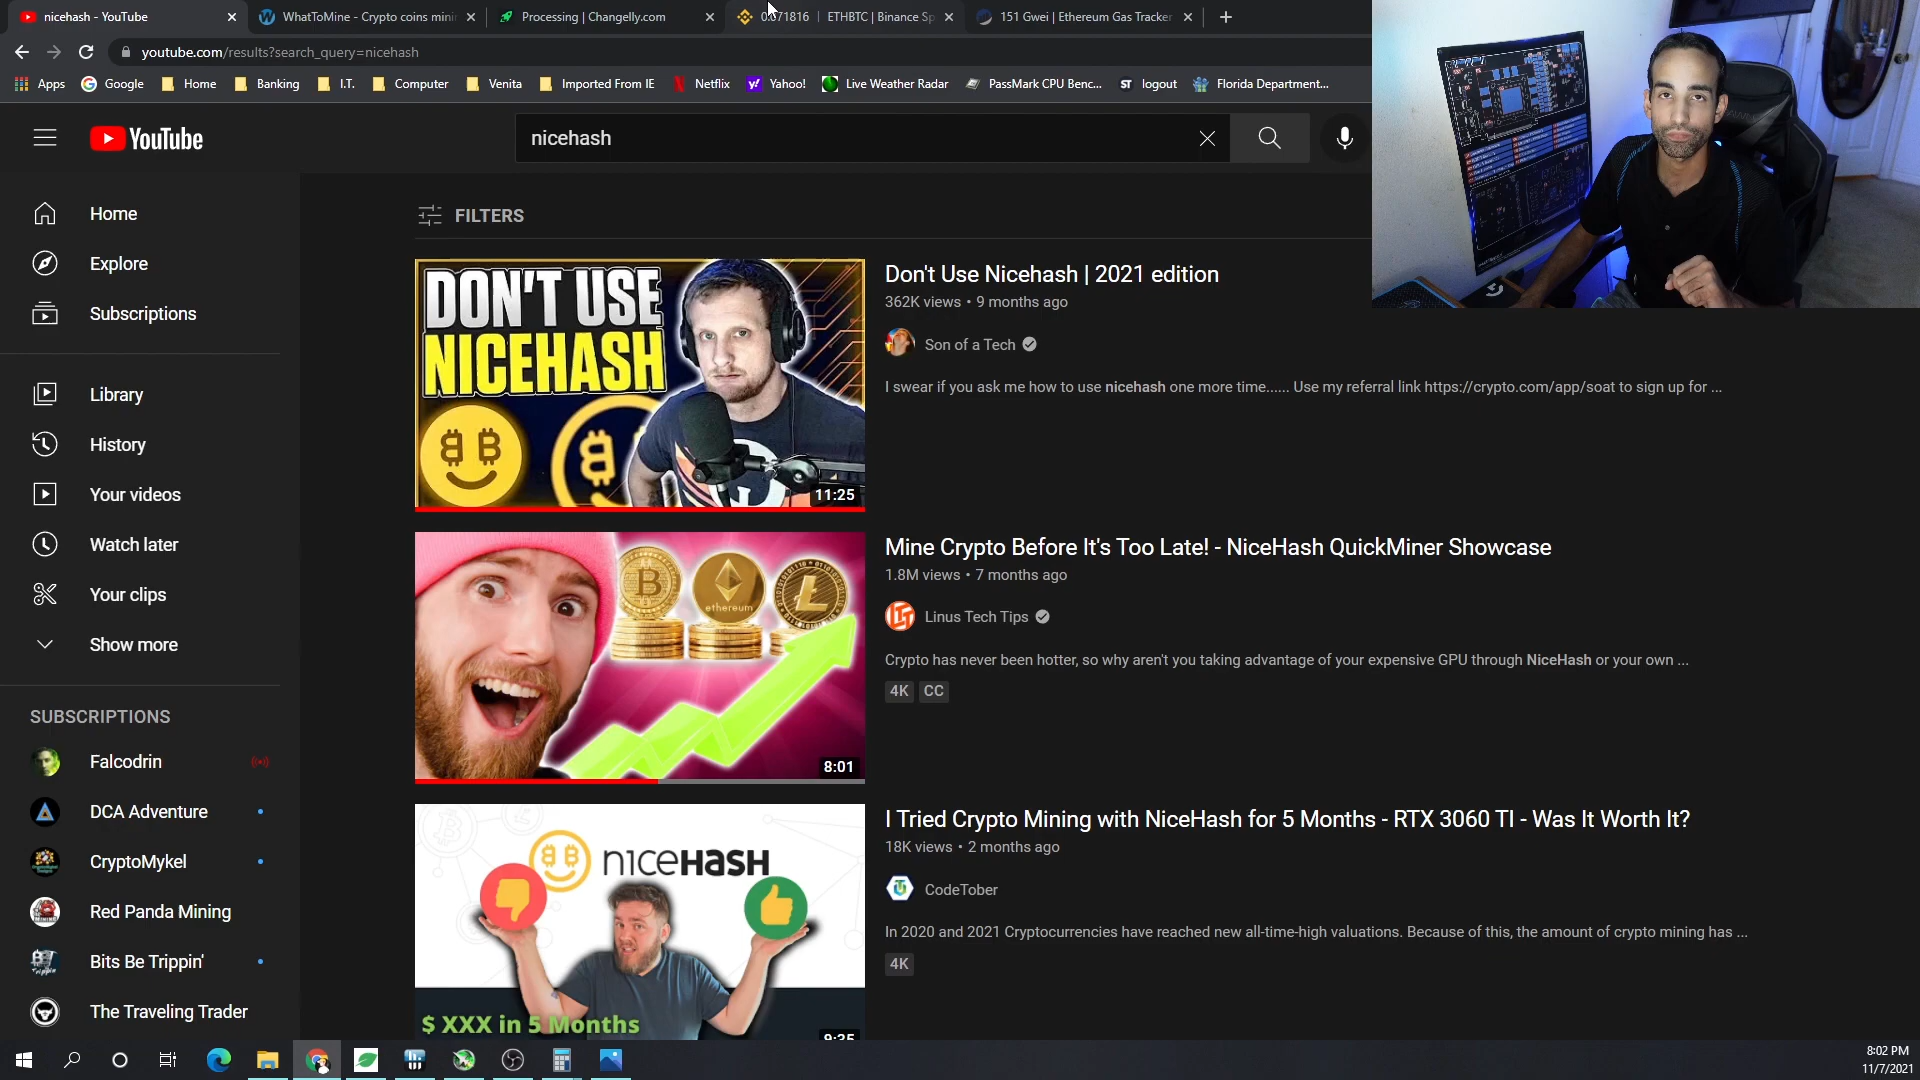 nicehash - YouTube
WhatToMine - Crypto coins minin
Processing | Changelly.com
ETHBTC | Binance Sp
151 Gwei | Ethereum Gas Tracker
youtube.com/results?search_query=nicehash
Apps
Google
Home
Banking
I.T.
Computer
Venita
Imported From IE
Netflix
Yahoo!
Live Weather Radar
PassMark CPU Benc...
ST logout
Florida Department...
YouTube
nicehash
Home
Explore
Subscriptions
Library
History
Your videos
Watch later
Your clips
Show more
SUBSCRIPTIONS
Falcodrin
DCA Adventure
CryptoMykel
Red Panda Mining
Bits Be Trippin'
The Traveling Trader
FILTERS
DON'T USE
NICEHASH
11:25
Don't Use Nicehash | 2021 edition
362K views • 9 months ago
Son of a Tech
I swear if you ask me how to use nicehash one more time...... Use my referral link https://crypto.com/app/soat to sign up for ...
ethereum
8:01
Mine Crypto Before It's Too Late! - NiceHash QuickMiner Showcase
1.8M views • 7 months ago
Linus Tech Tips
Crypto has never been hotter, so why aren't you taking advantage of your expensive GPU through NiceHash or your own ...
4K CC
niceHASH
$ XXX in 5 Months
9:35
I Tried Crypto Mining with NiceHash for 5 Months - RTX 3060 TI - Was It Worth It?
18K views • 2 months ago
CodeTober
In 2020 and 2021 Cryptocurrencies have reached new all-time-high valuations. Because of this, the amount of crypto mining has ...
4K
8:02 PM
11/7/2021